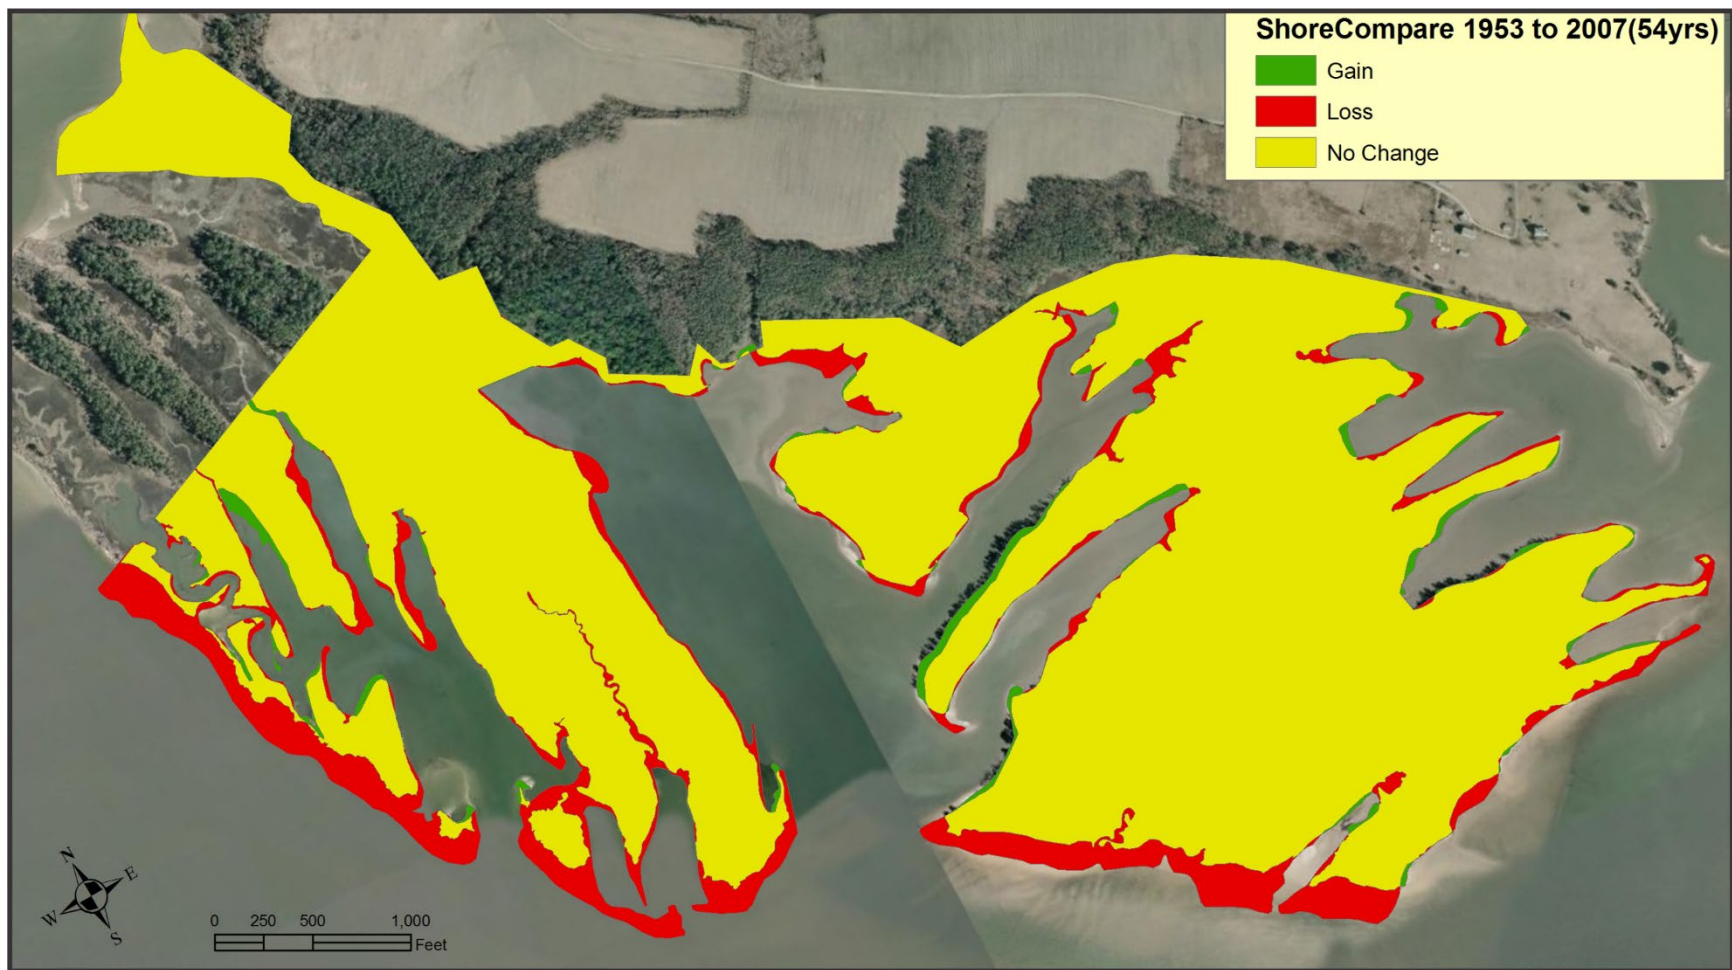 ShoreCompare 1953 to 2007(54yrs)
Gain
Loss
No Change
N
E
W
S
0 250 500 1,000
Feet